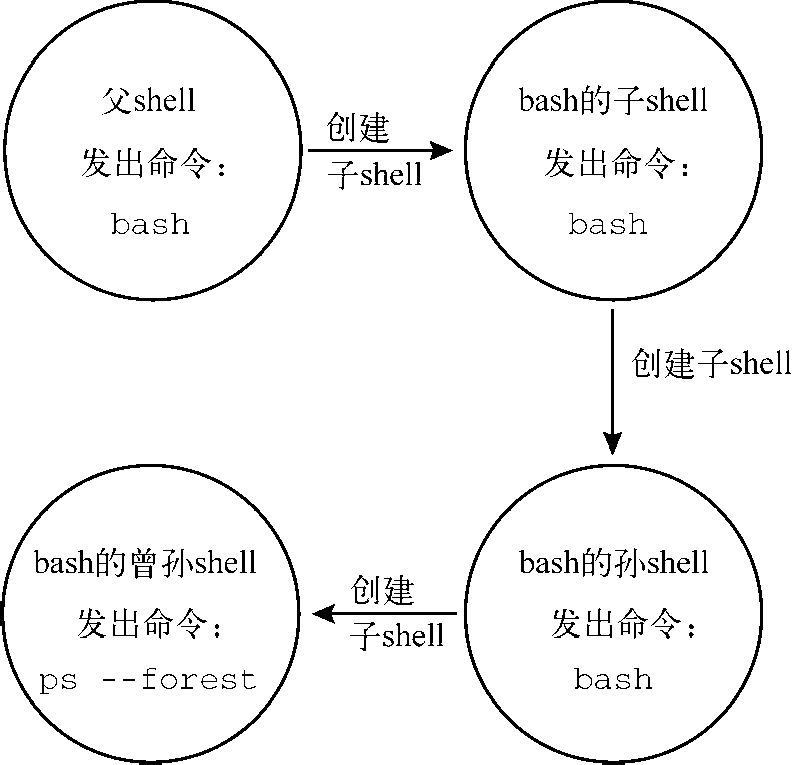 父shell
发出命令：
bash
创建
子shell
bash的子shell
发出命令：
bash
创建子shell
bash的孙shell
发出命令：
bash
创建
子shell
bash的曾孙shell
发出命令：
ps --forest